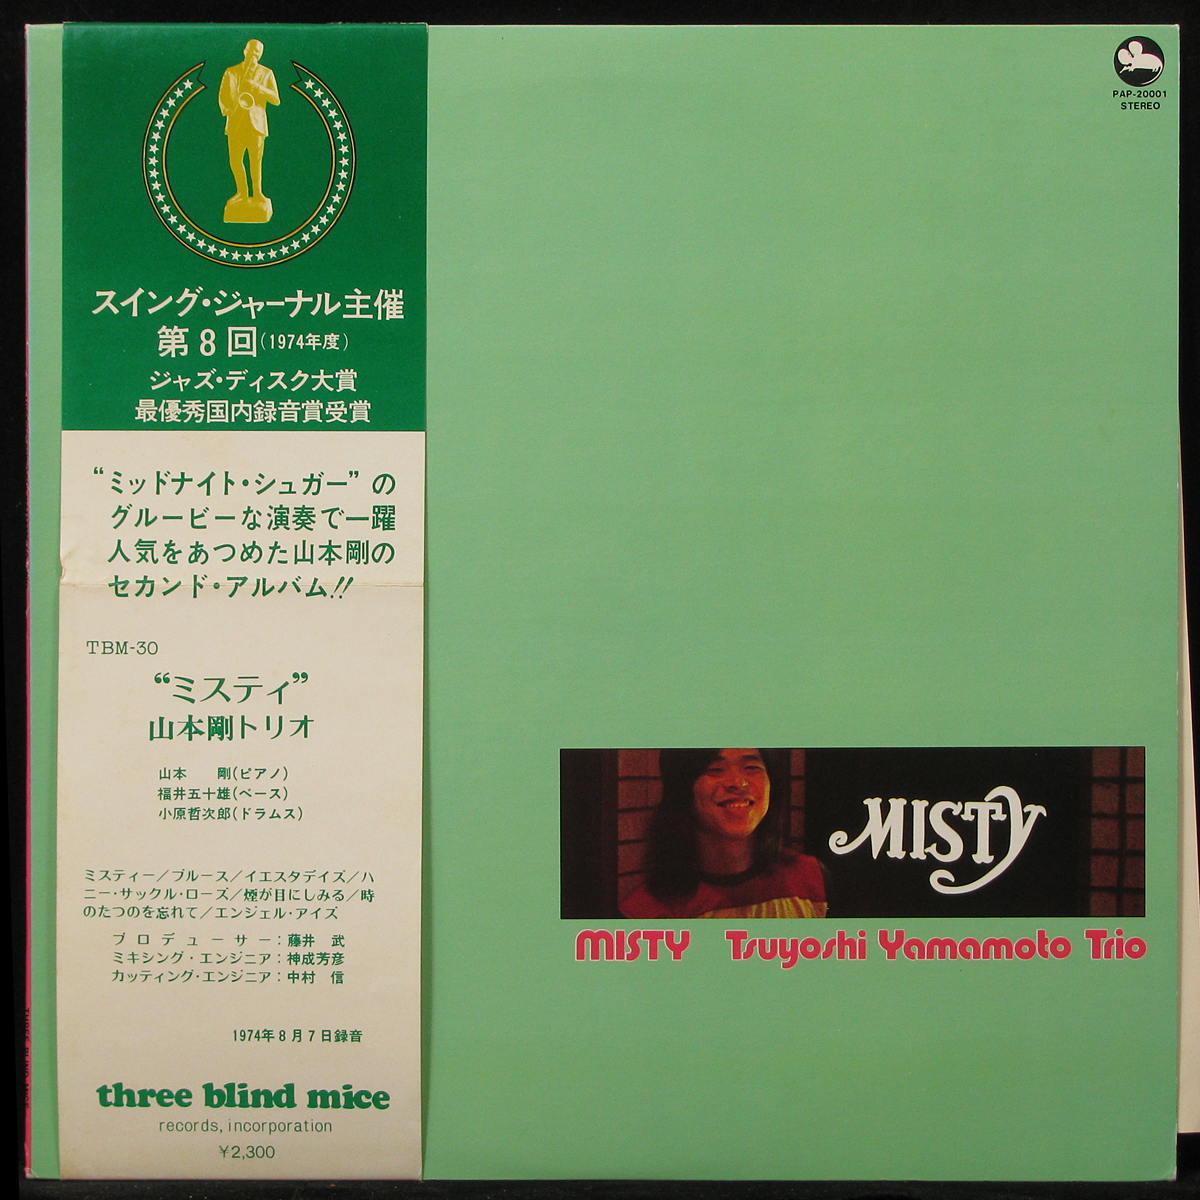 スイング・ジャーナル主催
第8回(1974年度)
ジャズ・ディスク大賞
最優秀国内録音賞受賞
“ミッドナイト・シュガー”の
グルービーな演奏で一躍
人気をあつめた山本剛の
セカンド・アルバム!!
TBM-30
“ミスティ”
山本剛トリオ
山本 剛(ピアノ)
福井五十雄(ベース)
小原哲次郎(ドラムス)
ミスティー/ブルース/イエスタデイズ/ハ
ニー・サックル・ローズ/煙が目にしみる/時
のたつのを忘れて/エンジェル・アイズ
プロデューサー:藤井 武
ミキシング・エンジニア:神成芳彦
カッティング・エンジニア:中村 信
1974年8月7日録音
three blind mice
records, incorporation
¥2,300
PAP-20001
STEREO
MISTY
MISTY Tsuyoshi Yamamoto Trio